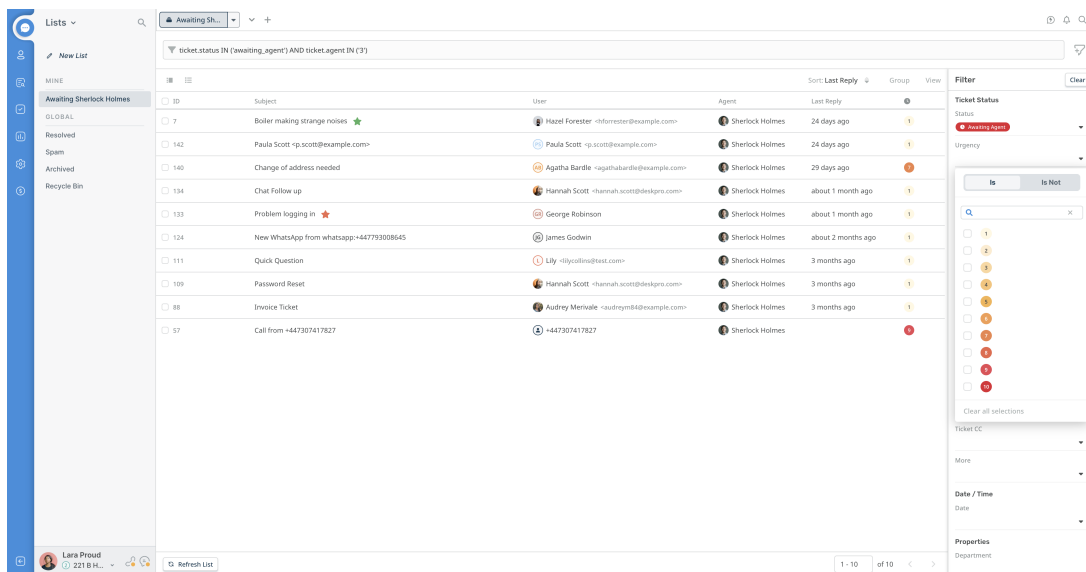 Lists
New List
MINE
Awaiting Sherlock Holmes
GLOBAL
Resolved
Spam
Archived
Recycle Bin
Lara Proud
221 B H...
Awaiting Sh...
ticket.status IN ('awaiting_agent') AND ticket.agent IN ('3')
Sort: Last Reply Group View
ID Subject User Agent Last Reply
7 Boiler making strange noises Hazel Forester <hforrester@example.com> Sherlock Holmes 24 days ago 1
142 Paula Scott <p.scott@example.com> PS Paula Scott <p.scott@example.com> Sherlock Holmes 24 days ago 1
140 Change of address needed AB Agatha Bardle <agathabardle@example.com> Sherlock Holmes 29 days ago 7
134 Chat Follow up Hannah Scott <hannah.scott@deskpro.com> Sherlock Holmes about 1 month ago 1
133 Problem logging in GR George Robinson Sherlock Holmes about 1 month ago 1
124 New WhatsApp from whatsapp:+447793008645 JG James Godwin Sherlock Holmes about 2 months ago 1
111 Quick Question L Lily <lilycollins@test.com> Sherlock Holmes 3 months ago 1
109 Password Reset Hannah Scott <hannah.scott@deskpro.com> Sherlock Holmes 3 months ago 1
88 Invoice Ticket Audrey Merivale <audreym84@example.com> Sherlock Holmes 3 months ago 1
57 Call from +447307417827 +447307417827 Sherlock Holmes 9
Refresh List
1 - 10 of 10
Filter Clear
Ticket Status
Status
Awaiting Agent
Urgency
Is Is Not
1
2
3
4
5
6
7
8
9
10
Clear all selections
Ticket CC
More
Date / Time
Date
Properties
Department